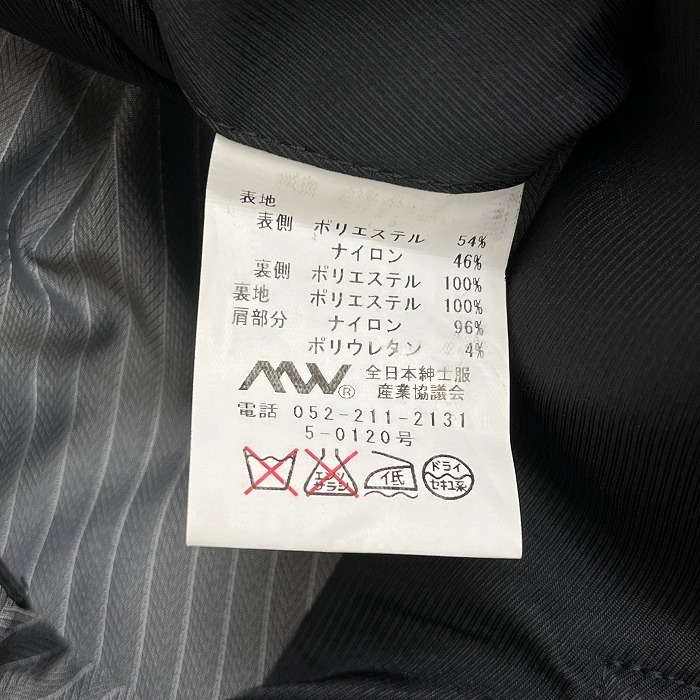 表地
表側 ポリエステル 54%
ナイロン 46%
裏側 ポリエステル 100%
裏地 ポリエステル 100%
肩部分 ナイロン 96%
ポリウレタン 4%
MW® 全日本紳士服
産業協議会
電話 052-211-2131
5-0120号
エンソ
サラシ
低
ドライ
セキユ系